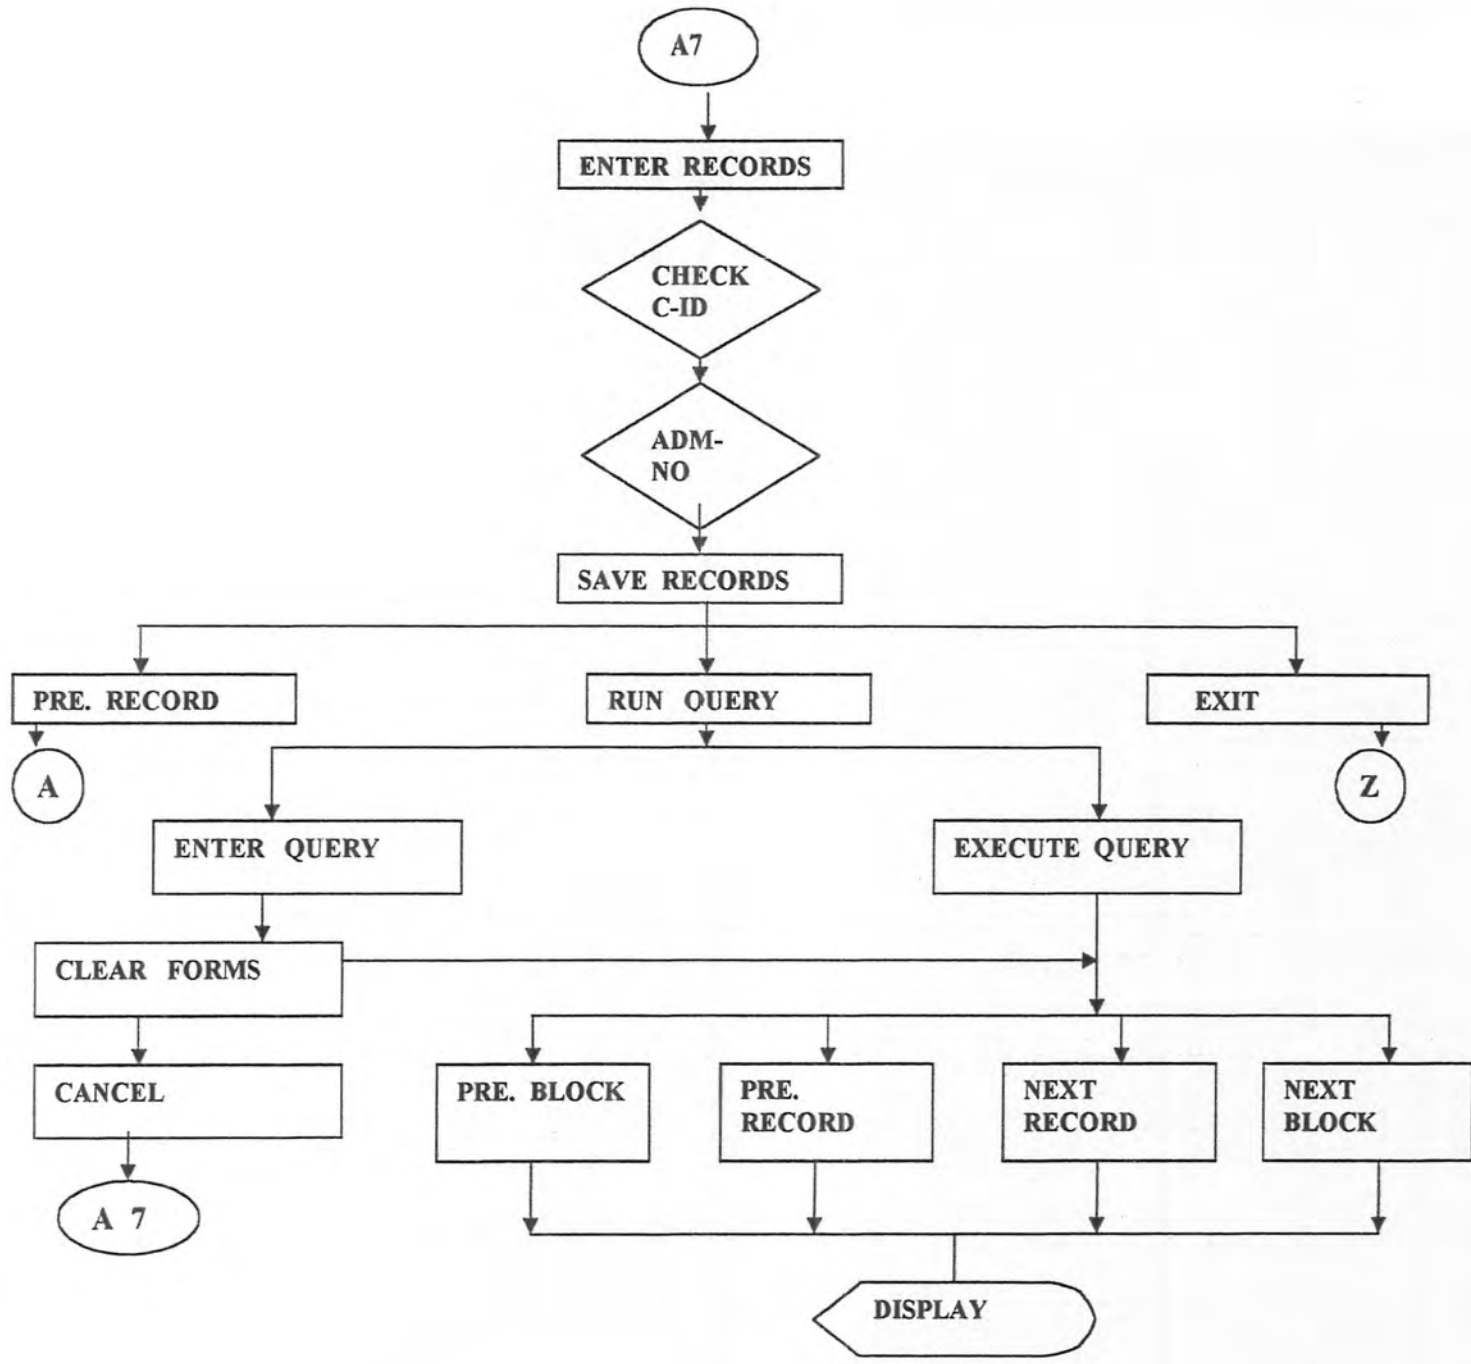 A7
ENTER RECORDS
CHECK
C-ID
ADM-
NO
SAVE RECORDS
PRE. RECORD
RUN QUERY
EXIT
A
Z
ENTER QUERY
EXECUTE QUERY
CLEAR FORMS
CANCEL
PRE. BLOCK
PRE.
RECORD
NEXT
RECORD
NEXT
BLOCK
A 7
DISPLAY